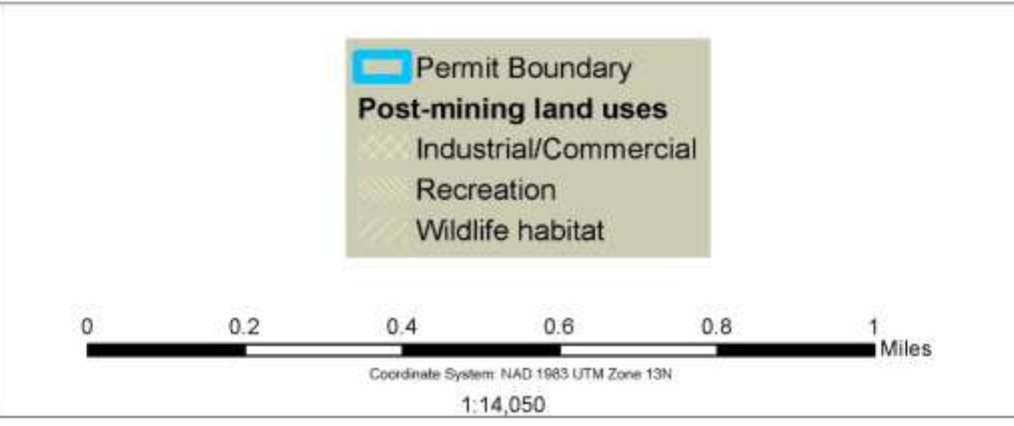 Permit Boundary
Post-mining land uses
Industrial/Commercial
Recreation
Wildlife habitat
0 0.2 0.4 0.6 0.8 1
Miles
Coordinate System: NAD 1983 UTM Zone 13N
1:14,050